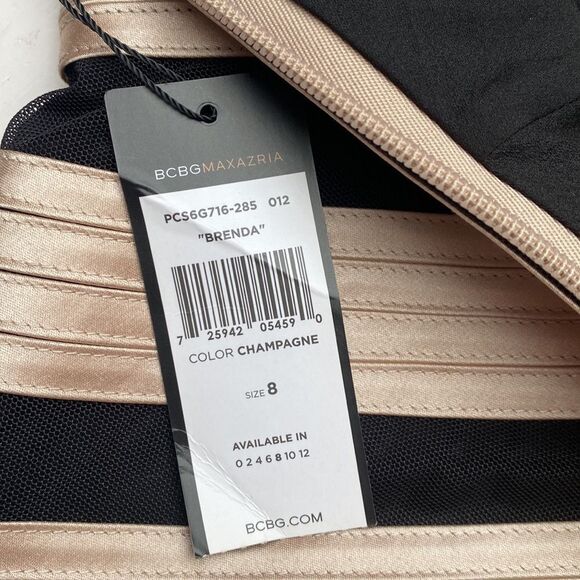 BCBGMAXAZRIA
PCS6G716-285 012
"BRENDA"
7 25942 05459 0
COLOR CHAMPAGNE
SIZE 8
AVAILABLE IN
0 2 4 6 8 10 12
BCBG.COM